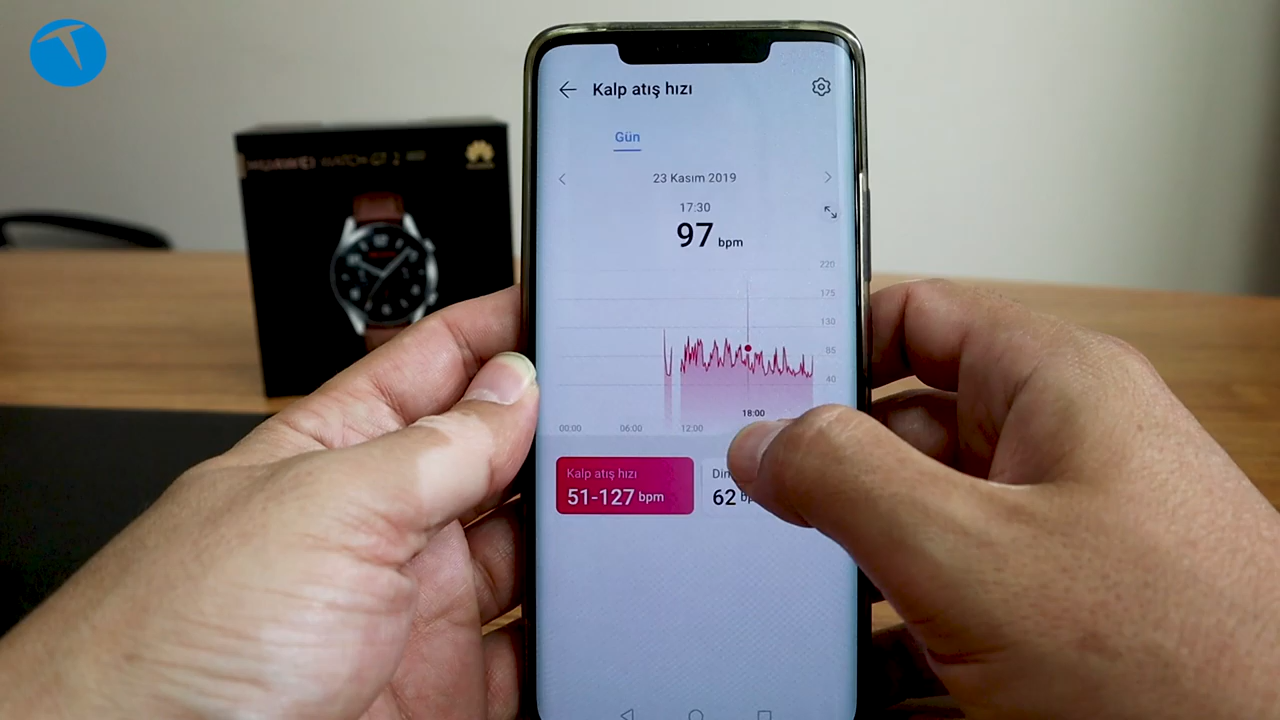 Kalp atış hızı
Gün
23 Kasım 2019
17:30
97 bpm
220
175
130
85
40
18:00
00:00 06:00 12:00
Kalp atış hızı
51-127 bpm
62
HUAWEI WATCH GT 2